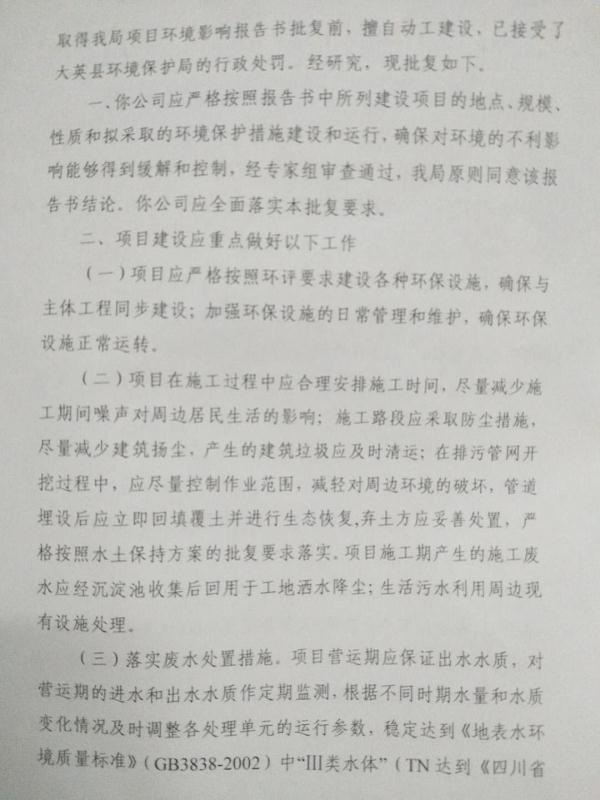 取得我局项目环境影响报告书批复前，擅自动工建设，已接受了
大英县环境保护局的行政处罚。经研究，现批复如下。
一、你公司应严格按照报告书中所列建设项目的地点、规模、
性质和拟采取的环境保护措施建设和运行，确保对环境的不利影
响能够得到缓解和控制，经专家组审查通过，我局原则同意该报
告书结论。你公司应全面落实本批复要求。
二、项目建设应重点做好以下工作
（一）项目应严格按照环评要求建设各种环保设施，确保与
主体工程同步建设；加强环保设施的日常管理和维护，确保环保
设施正常运转。
（二）项目在施工过程中应合理安排施工时间，尽量减少施
工期间噪声对周边居民生活的影响；施工路段应采取防尘措施，
尽量减少建筑扬尘，产生的建筑垃圾应及时清运；在排污管网开
挖过程中，应尽量控制作业范围，减轻对周边环境的破坏，管道
埋设后应立即回填覆土并进行生态恢复,弃土方应妥善处置，严
格按照水土保持方案的批复要求落实。项目施工期产生的施工废
水应经沉淀池收集后回用于工地洒水降尘；生活污水利用周边现
有设施处理。
（三）落实废水处置措施。项目营运期应保证出水水质，对
营运期的进水和出水水质作定期监测，根据不同时期水量和水质
变化情况及时调整各处理单元的运行参数，稳定达到《地表水环
境质量标准》（GB3838-2002）中“Ⅲ类水体”（TN 达到《四川省